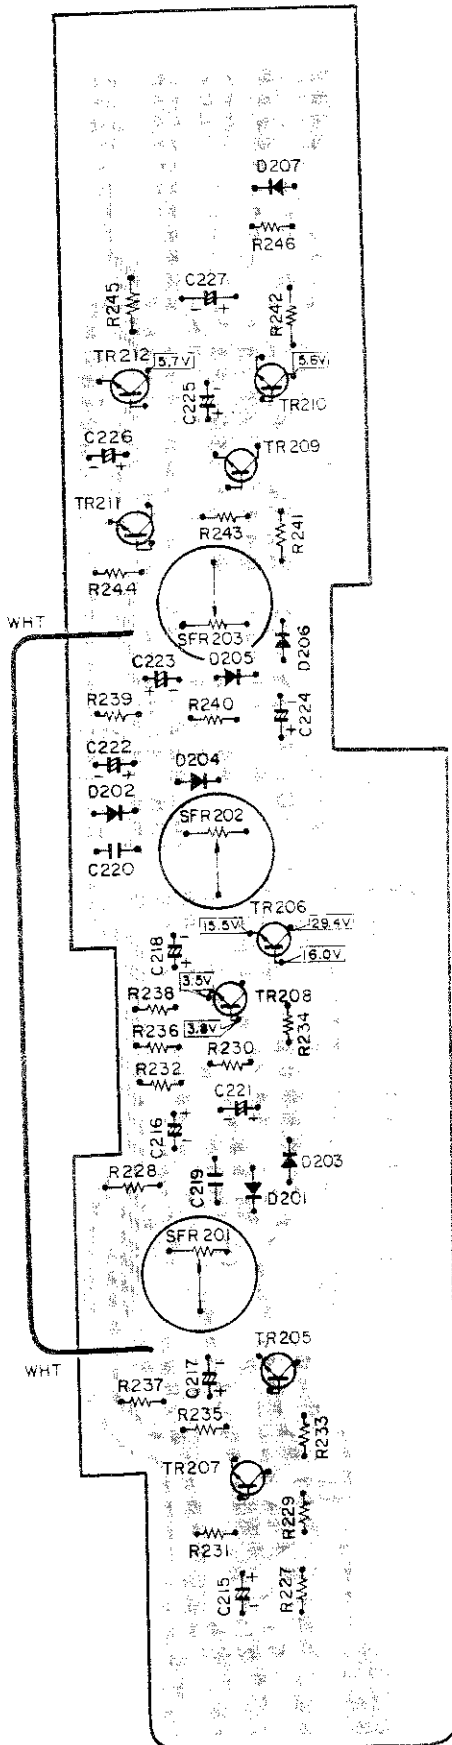 D207
R246
C227
R245
R242
- +
TR212
5.7V
5.6V
C225
-
+
TR210
C226
- +
TR209
TR211
R243
R241
R244
SFR203
WHT
D206
C223
D205
+ -
R239
R240
C224
-
+
C222
- +
D204
D202
SFR202
C220
TR206
15.5V
29.4V
16.0V
C218
-
+
3.5V
R238
TR208
3.8V
R234
R236
R230
R232
C221
- +
C216
+
-
D203
R228
C219
D201
SFR201
TR205
WHT
Q217
-
+
R237
R235
R233
TR207
R229
R231
C215
+
-
R227